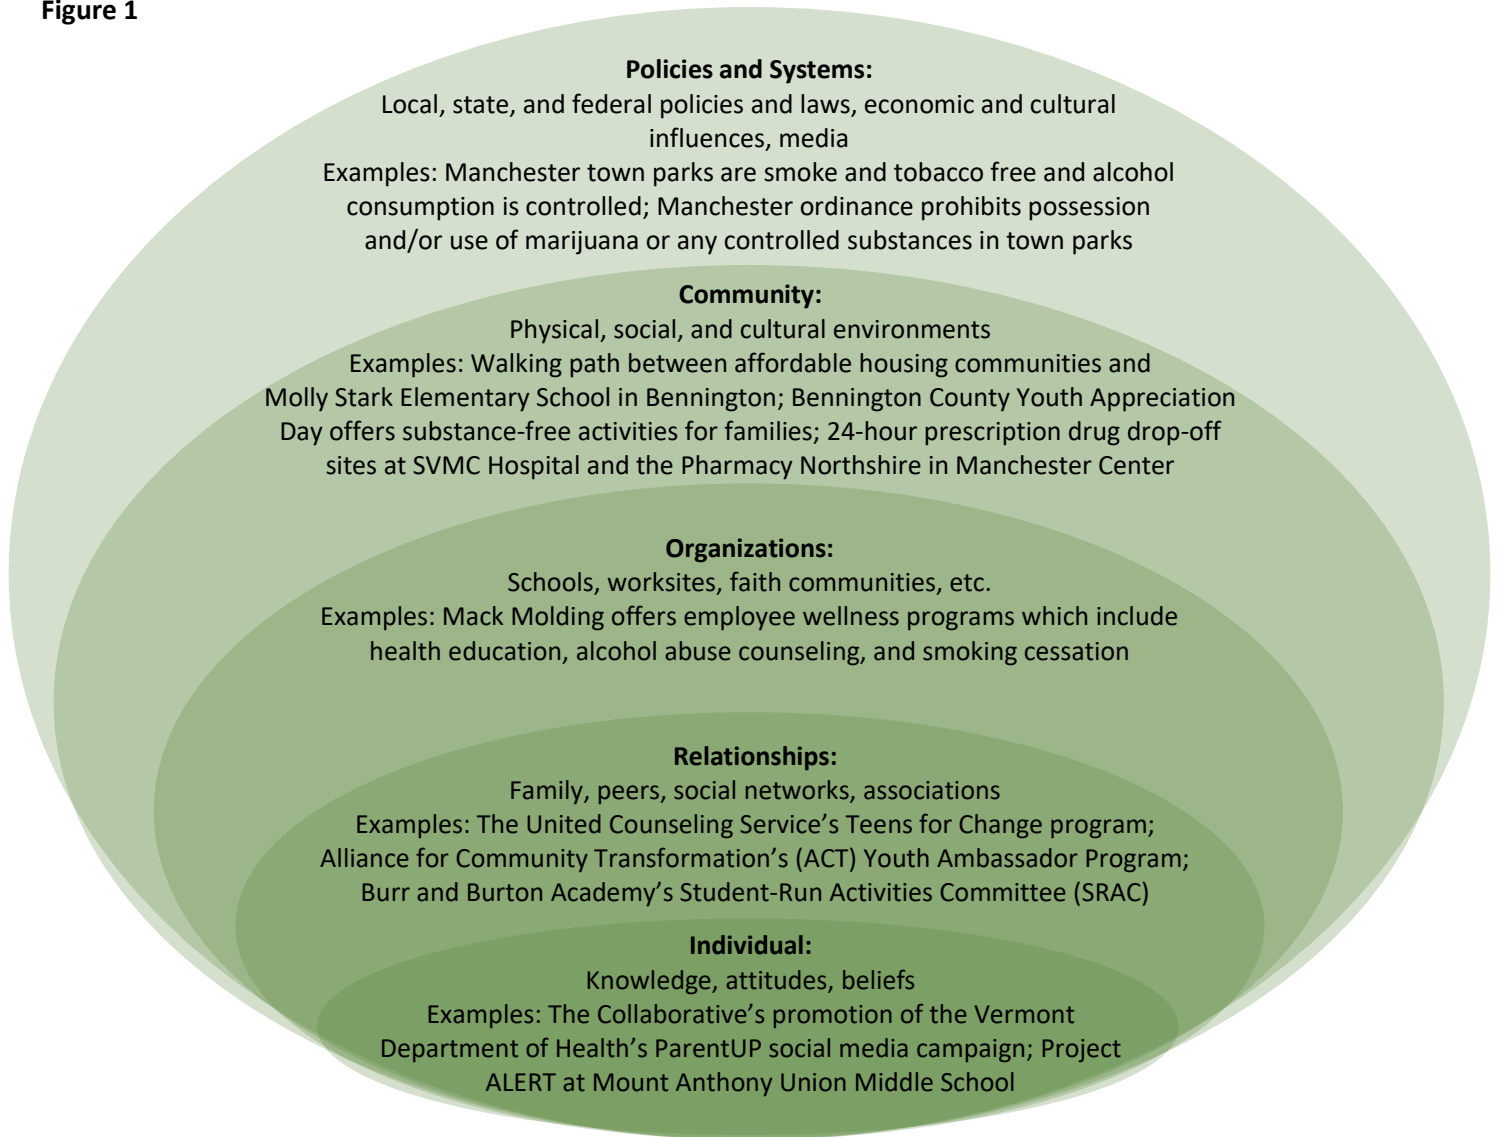 Figure 1
Policies and Systems:
Local, state, and federal policies and laws, economic and cultural
influences, media
Examples: Manchester town parks are smoke and tobacco free and alcohol
consumption is controlled; Manchester ordinance prohibits possession
and/or use of marijuana or any controlled substances in town parks
Community:
Physical, social, and cultural environments
Examples: Walking path between affordable housing communities and
Molly Stark Elementary School in Bennington; Bennington County Youth Appreciation
Day offers substance-free activities for families; 24-hour prescription drug drop-off
sites at SVMC Hospital and the Pharmacy Northshire in Manchester Center
Organizations:
Schools, worksites, faith communities, etc.
Examples: Mack Molding offers employee wellness programs which include
health education, alcohol abuse counseling, and smoking cessation
Relationships:
Family, peers, social networks, associations
Examples: The United Counseling Service’s Teens for Change program;
Alliance for Community Transformation’s (ACT) Youth Ambassador Program;
Burr and Burton Academy’s Student-Run Activities Committee (SRAC)
Individual:
Knowledge, attitudes, beliefs
Examples: The Collaborative’s promotion of the Vermont
Department of Health’s ParentUP social media campaign; Project
ALERT at Mount Anthony Union Middle School